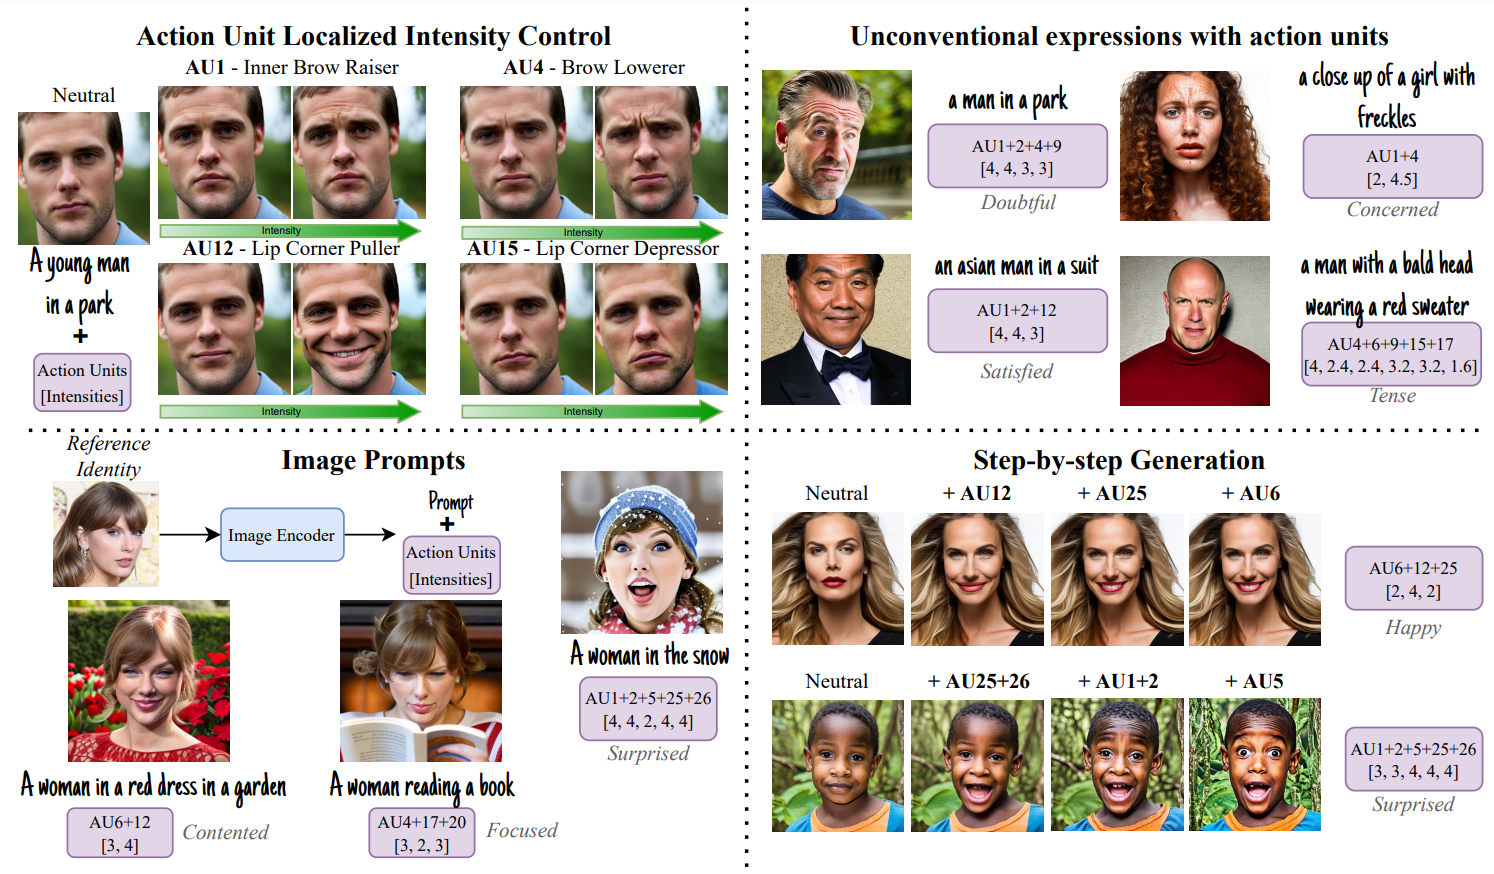 Action Unit Localized Intensity Control
Neutral
AU1 - Inner Brow Raiser
AU4 - Brow Lowerer
Intensity
Intensity
A young man
in a park
+
Action Units
[Intensities]
AU12 - Lip Corner Puller
AU15 - Lip Corner Depressor
Intensity
Intensity
Unconventional expressions with action units
a man in a park
AU1+2+4+9
[4, 4, 3, 3]
Doubtful
a close up of a girl with
freckles
AU1+4
[2, 4.5]
Concerned
an asian man in a suit
AU1+2+12
[4, 4, 3]
Satisfied
a man with a bald head
wearing a red sweater
AU4+6+9+15+17
[4, 2.4, 2.4, 3.2, 3.2, 1.6]
Tense
Reference
Identity
Image Prompts
Image Encoder
Prompt
+
Action Units
[Intensities]
A woman in the snow
AU1+2+5+25+26
[4, 4, 2, 4, 4]
Surprised
A woman in a red dress in a garden
AU6+12
[3, 4]
Contented
A woman reading a book
AU4+17+20
[3, 2, 3]
Focused
Step-by-step Generation
Neutral
+ AU12
+ AU25
+ AU6
AU6+12+25
[2, 4, 2]
Happy
Neutral
+ AU25+26
+ AU1+2
+ AU5
AU1+2+5+25+26
[3, 3, 4, 4, 4]
Surprised